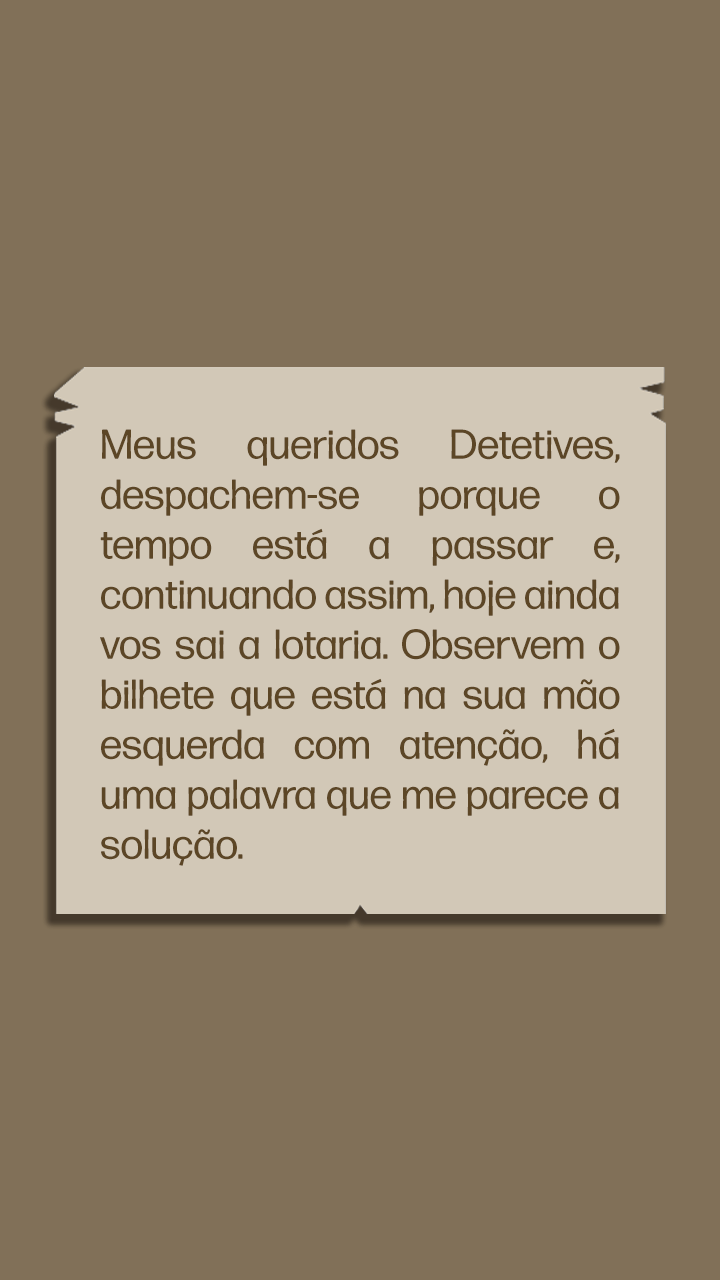 Meus queridos Detetives,
despachem-se porque o
tempo está a passar e,
continuando assim, hoje ainda
vos sai a lotaria. Observem o
bilhete que está na sua mão
esquerda com atenção, há
uma palavra que me parece a
solução.